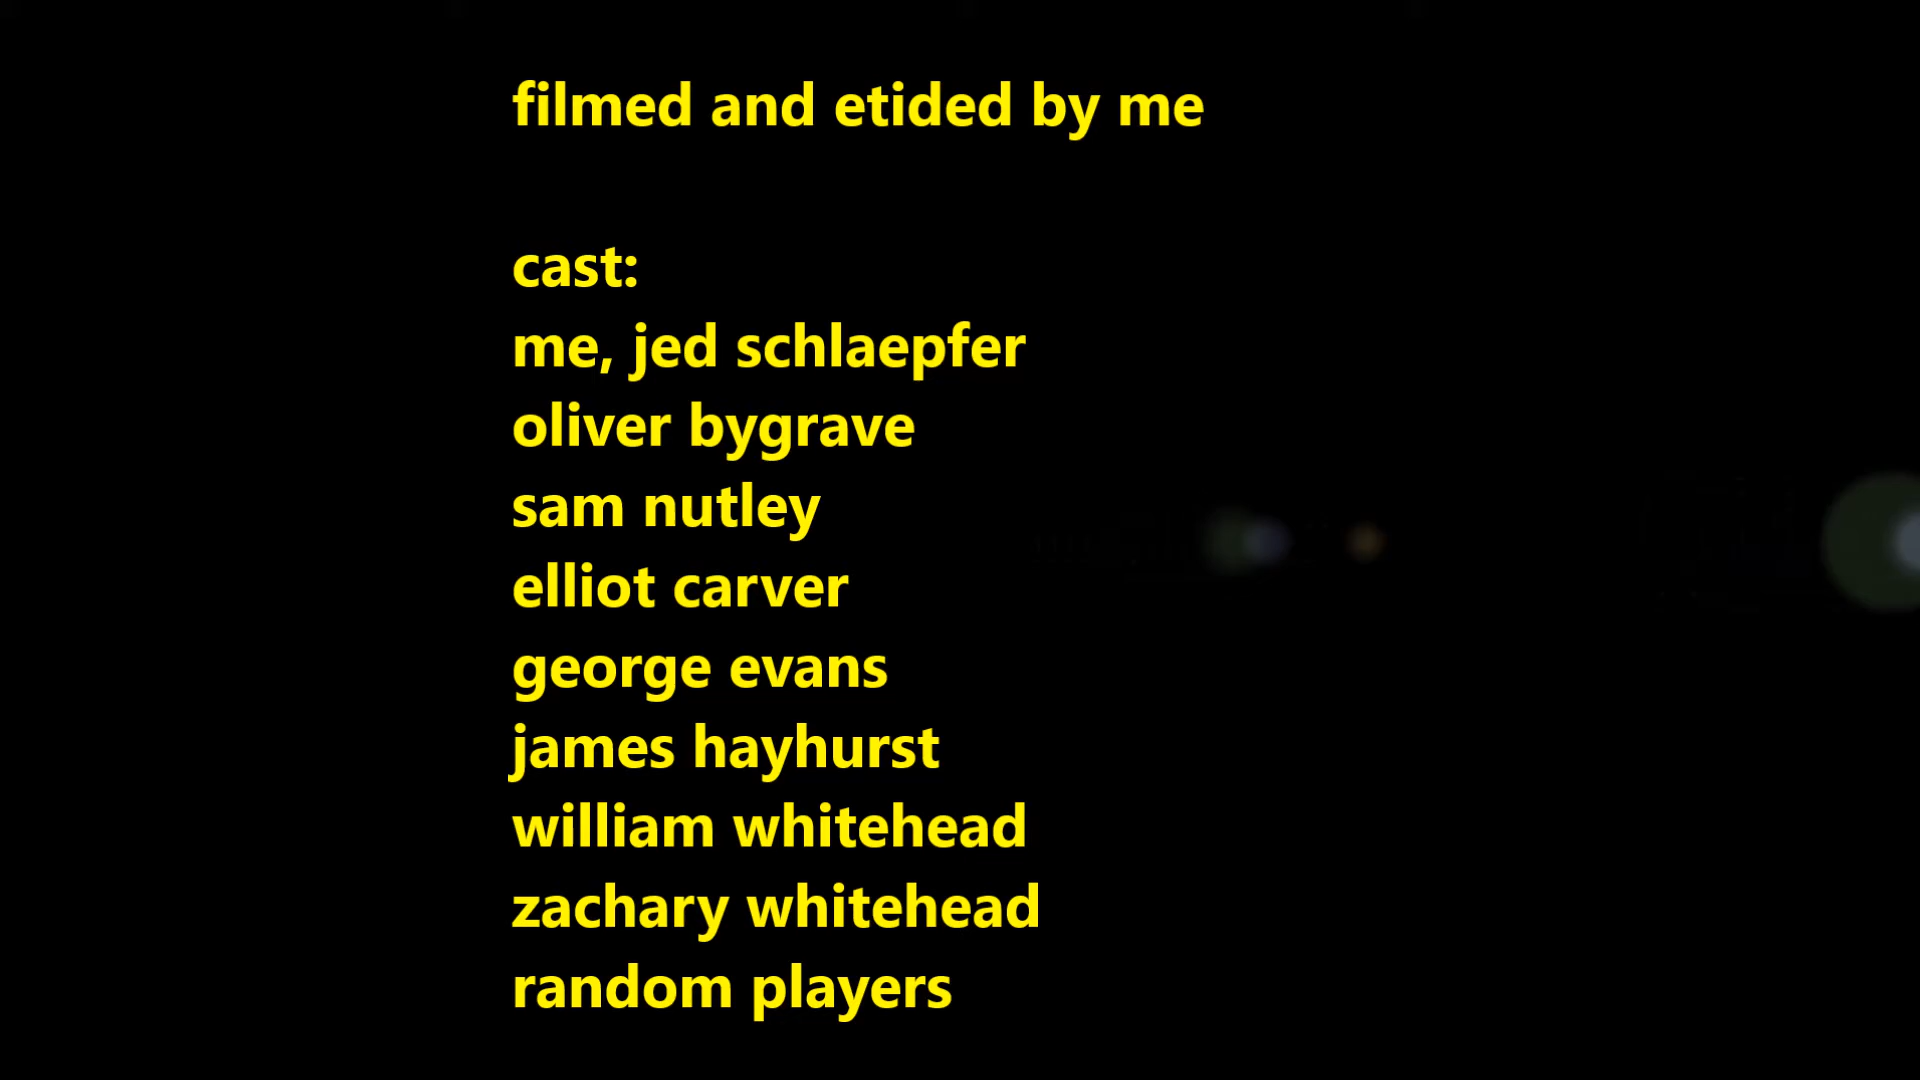 filmed and etided by me
cast:
me, jed schlaepfer
oliver bygrave
sam nutley
elliot carver
george evans
james hayhurst
william whitehead
zachary whitehead
random players